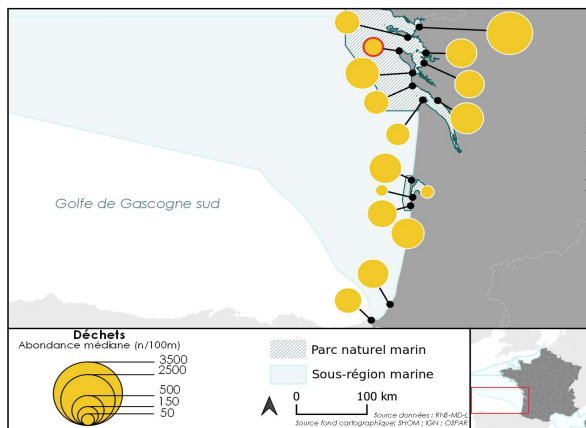 Golfe de Gascogne sud
Déchets
Abondance médiane (n/100m)
3500
2500
500
150
50
Parc naturel marin
Sous-région marine
0 100 km
Source données : RNS-MD-L
Source fond cartographique: SHOM ; IGN ; OSPAR